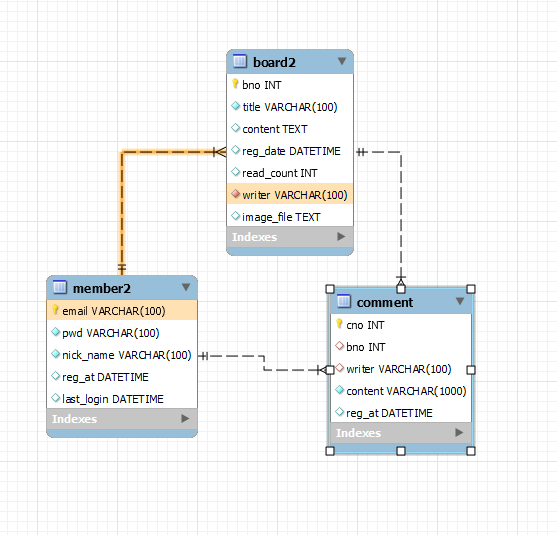 board2
bno INT
title VARCHAR(100)
content TEXT
reg_date DATETIME
read_count INT
writer VARCHAR(100)
image_file TEXT
Indexes
member2
email VARCHAR(100)
pwd VARCHAR(100)
nick_name VARCHAR(100)
reg_at DATETIME
last_login DATETIME
Indexes
comment
cno INT
bno INT
writer VARCHAR(100)
content VARCHAR(1000)
reg_at DATETIME
Indexes